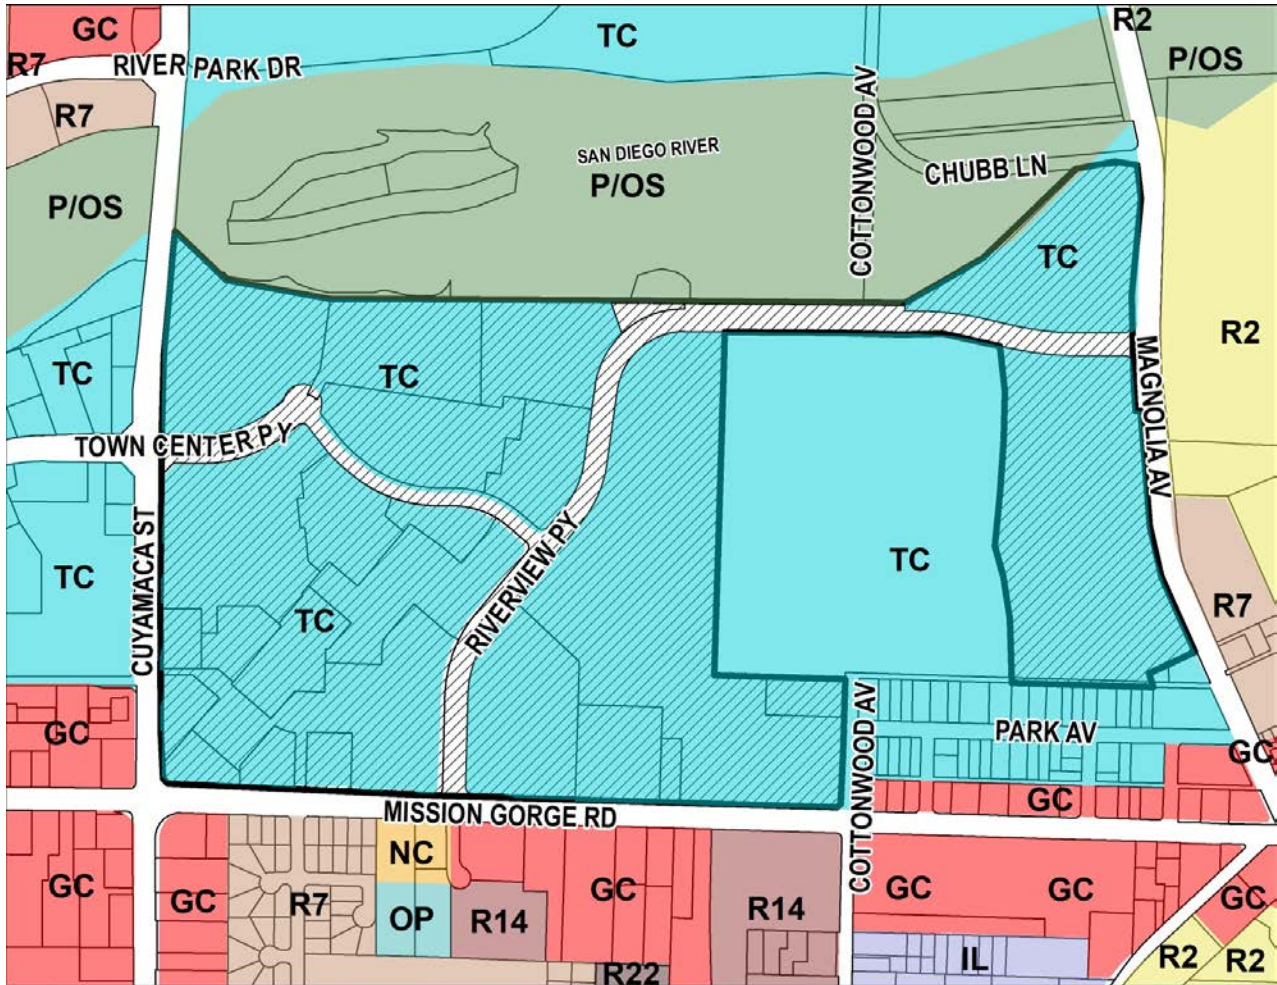 GC
TC
R2
R7
RIVER PARK DR
P/OS
R7
COTTONWOOD AV
SAN DIEGO RIVER
P/OS
CHUBB LN
P/OS
TC
R2
TC
TC
MAGNOLIA AV
TOWN CENTER PY
CUYAMACA ST
RIVERVIEW PY
TC
TC
R7
TC
GC
COTTONWOOD AV
PARK AV
GC
GC
MISSION GORGE RD
NC
GC
GC
R7
OP
R14
GC
R14
GC
GC
GC
R22
IL
R2
R2